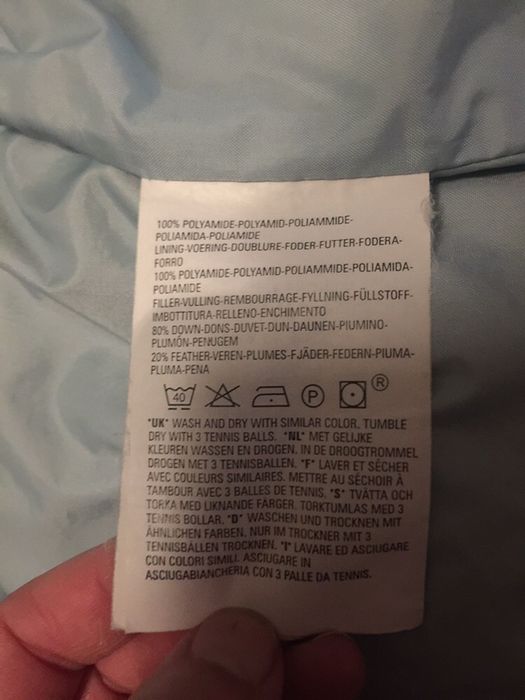 100% POLYAMIDE-POLYAMID-POLIAMMIDE-
POLIAMIDA-POLIAMIDE
LINING-VOERING-DOUBLURE-FODER-FUTTER-FODERA-
FORRO
100% POLYAMIDE-POLYAMID-POLIAMMIDE-POLIAMIDA-
POLIAMIDE
FILLER-VULLING-REMBOURRAGE-FYLLNING-FÜLLSTOFF-
IMBOTTITURA-RELLENO-ENCHIMENTO
80% DOWN-DONS-DUVET-DUN-DAUNEN-PIUMINO-
PLUMÓN-PENUGEM
20% FEATHER-VEREN-PLUMES-FJÄDER-FEDERN-PIUMA-
PLUMA-PENA
40 P ®
*UK* WASH AND DRY WITH SIMILAR COLOR. TUMBLE
DRY WITH 3 TENNIS BALLS. *NL* MET GELIJKE
KLEUREN WASSEN EN DROGEN. IN DE DROOGTROMMEL
DROGEN MET 3 TENNISBALLEN. *F* LAVER ET SÉCHER
AVEC COULEURS SIMILAIRES. METTRE AU SÉCHOIR À
TAMBOUR AVEC 3 BALLES DE TENNIS. *S* TVÄTTA OCH
TORKA MED LIKNANDE FÄRGER. TORKTUMLAS MED 3
TENNIS BOLLAR. *D* WASCHEN UND TROCKNEN MIT
ÄHNLICHEN FARBEN. NUR IM TROCKNER MIT 3
TENNISBÄLLEN TROCKNEN. *I* LAVARE ED ASCIUGARE
CON COLORI SIMILI. ASCIUGARE IN
ASCIUGABIANCHERIA CON 3 PALLE DA TENNIS.